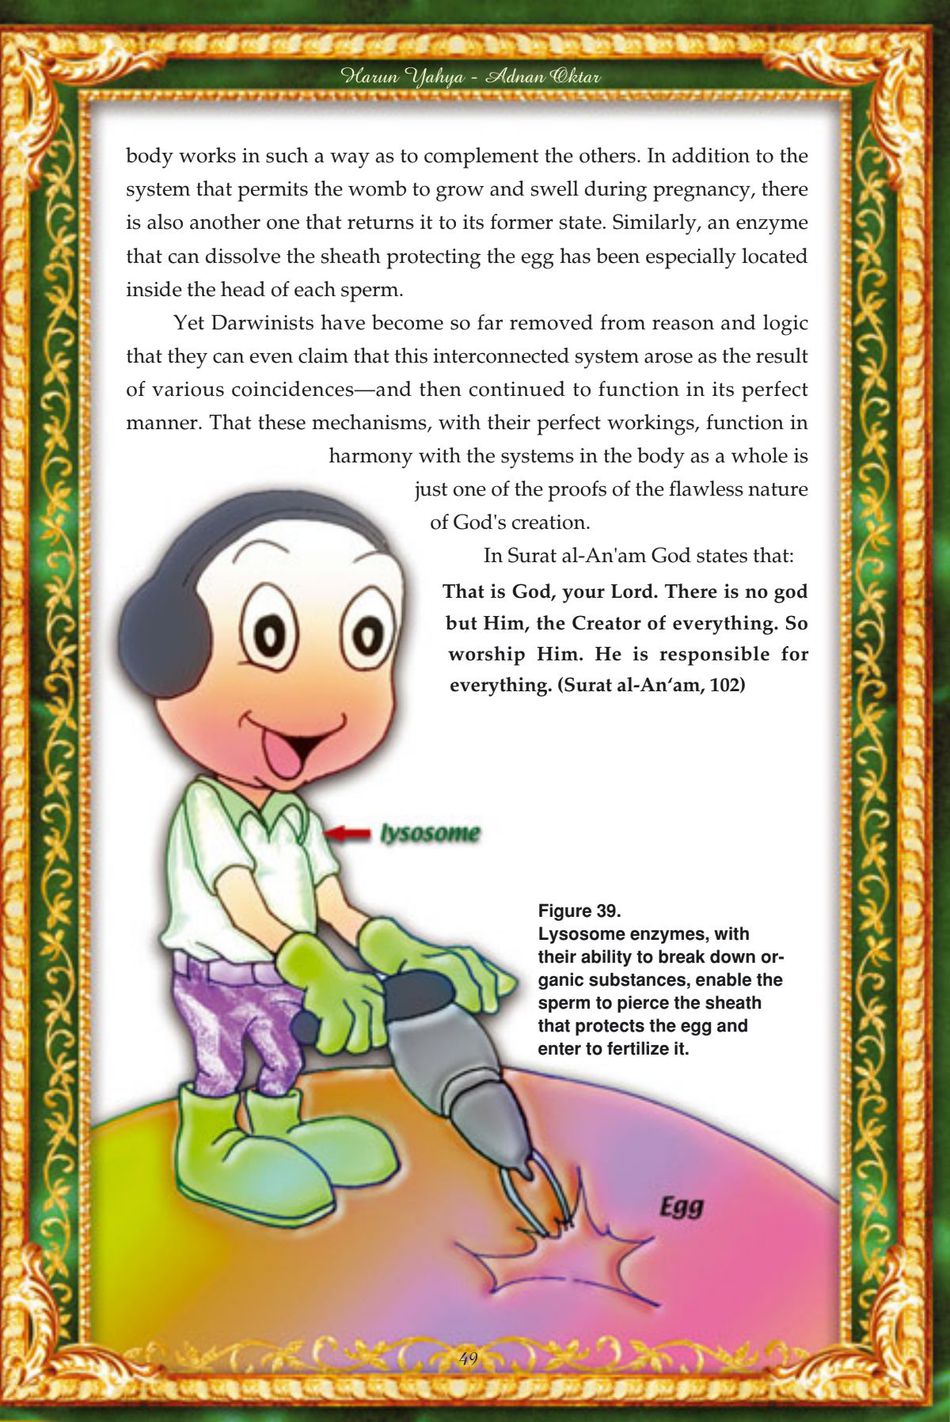 Harun Yahya - Adnan Oktar
body works in such a way as to complement the others. In addition to the
system that permits the womb to grow and swell during pregnancy, there
is also another one that returns it to its former state. Similarly, an enzyme
that can dissolve the sheath protecting the egg has been especially located
inside the head of each sperm.
Yet Darwinists have become so far removed from reason and logic
that they can even claim that this interconnected system arose as the result
of various coincidences—and then continued to function in its perfect
manner. That these mechanisms, with their perfect workings, function in
harmony with the systems in the body as a whole is
just one of the proofs of the flawless nature
of God's creation.
In Surat al-An'am God states that:
That is God, your Lord. There is no god
but Him, the Creator of everything. So
worship Him. He is responsible for
everything. (Surat al-An‘am, 102)
lysosome
Figure 39.
Lysosome enzymes, with
their ability to break down or-
ganic substances, enable the
sperm to pierce the sheath
that protects the egg and
enter to fertilize it.
Egg
49